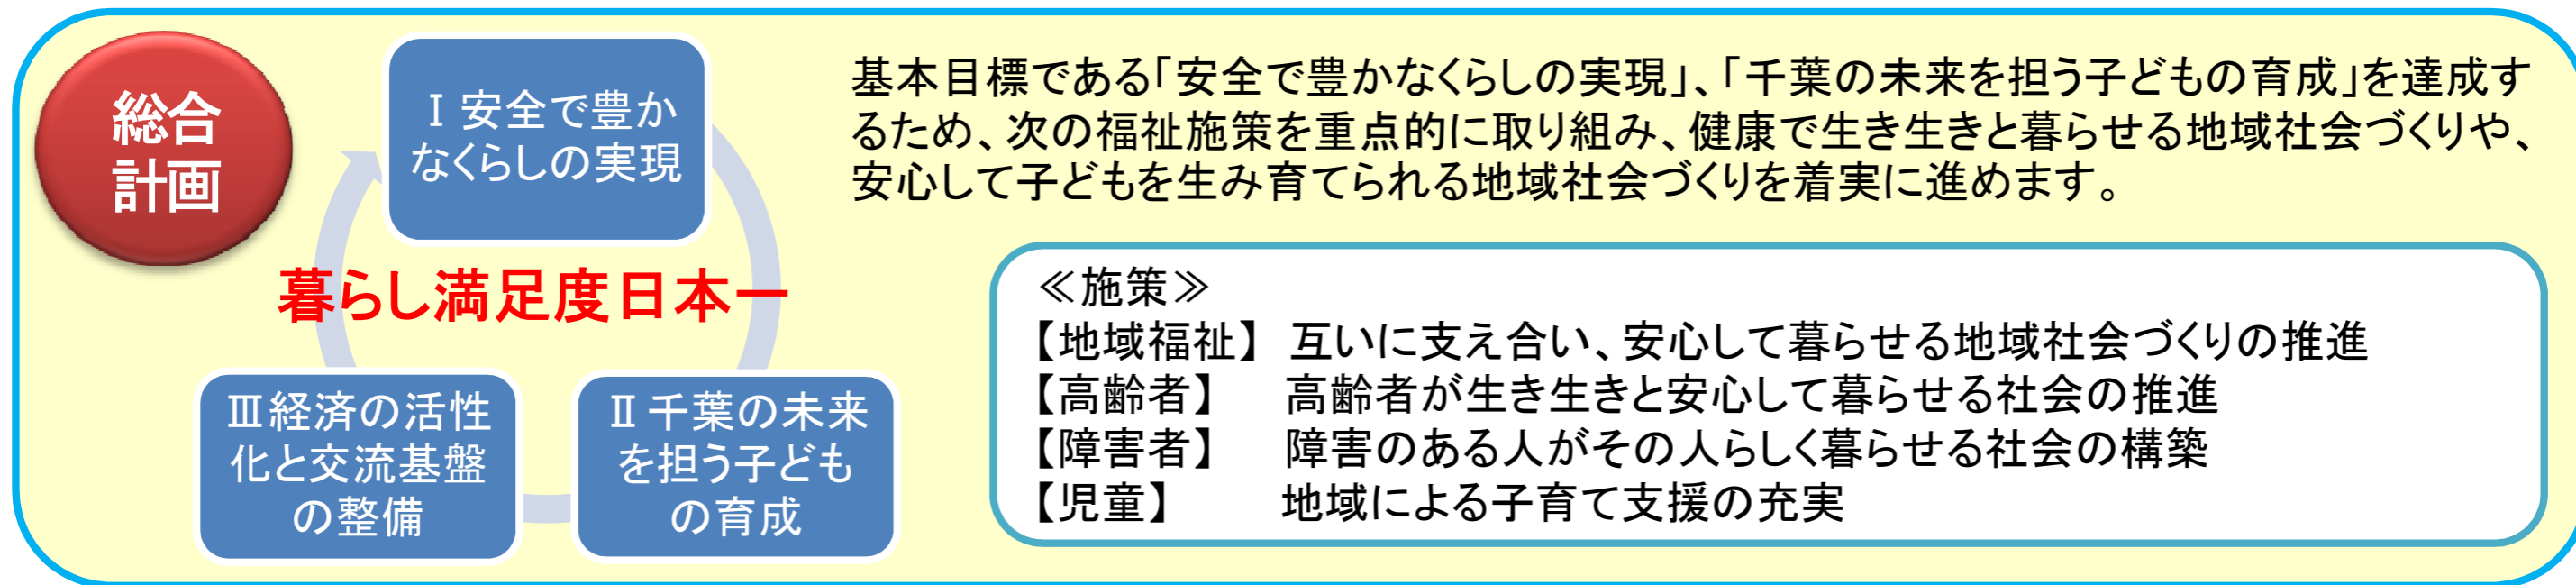 総合
計画
Ⅰ 安全で豊か
なくらしの実現
暮らし満足度日本一
Ⅲ経済の活性
化と交流基盤
の整備
Ⅱ 千葉の未来
を担う子ども
の育成
基本目標である「安全で豊かなくらしの実現」、「千葉の未来を担う子どもの育成」を達成す
るため、次の福祉施策を重点的に取り組み、健康で生き生きと暮らせる地域社会づくりや、
安心して子どもを生み育てられる地域社会づくりを着実に進めます。
≪施策≫
【地域福祉】 互いに支え合い、安心して暮らせる地域社会づくりの推進
【高齢者】 高齢者が生き生きと安心して暮らせる社会の推進
【障害者】 障害のある人がその人らしく暮らせる社会の構築
【児童】 地域による子育て支援の充実